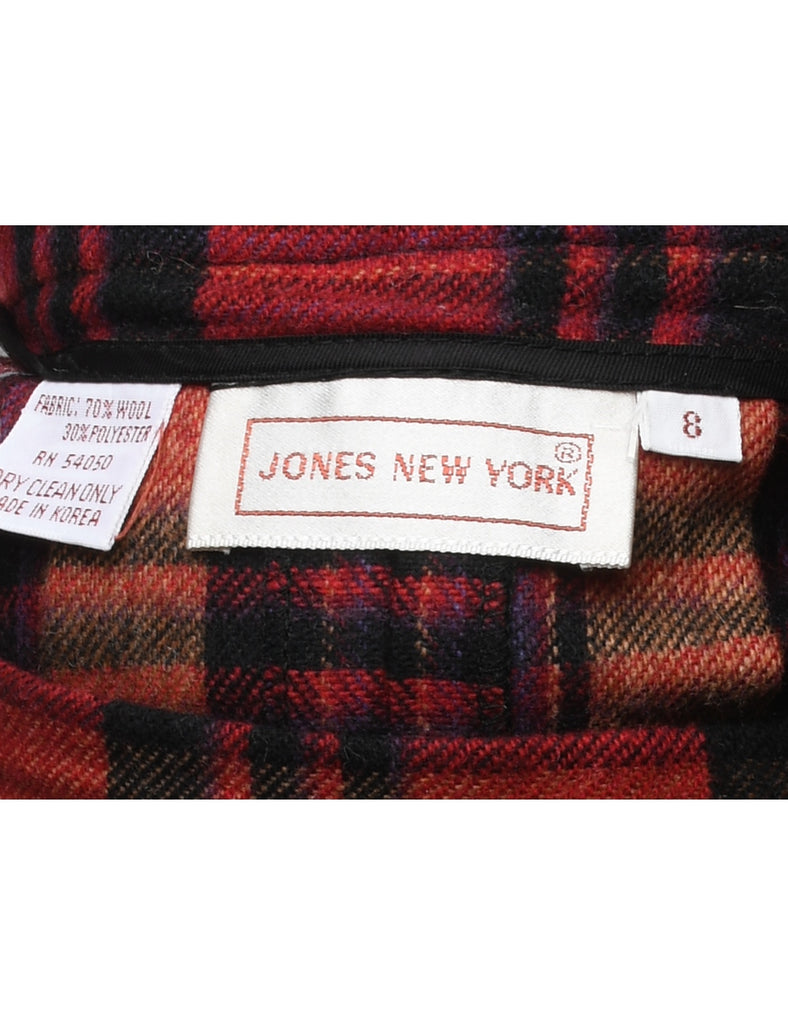 FABRIC: 70% WOOL
30% POLYESTER
RN 54050
DRY CLEAN ONLY
MADE IN KOREA
JONES NEW YORK ®
8